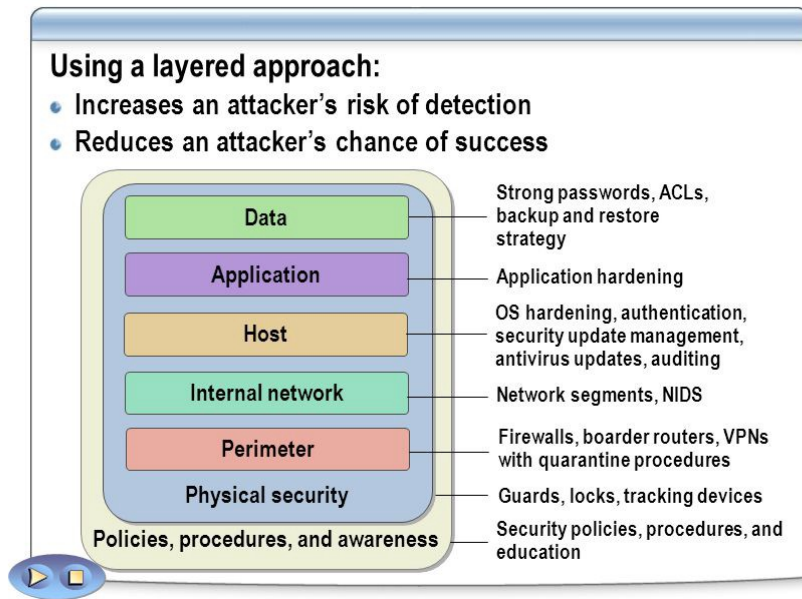 Using a layered approach:
Increases an attacker's risk of detection
Reduces an attacker's chance of success
Data
Strong passwords, ACLs,
backup and restore
strategy
Application
Application hardening
Host
OS hardening, authentication,
security update management,
antivirus updates, auditing
Internal network
Network segments, NIDS
Perimeter
Firewalls, boarder routers, VPNs
with quarantine procedures
Physical security
Guards, locks, tracking devices
Policies, procedures, and awareness
Security policies, procedures, and
education